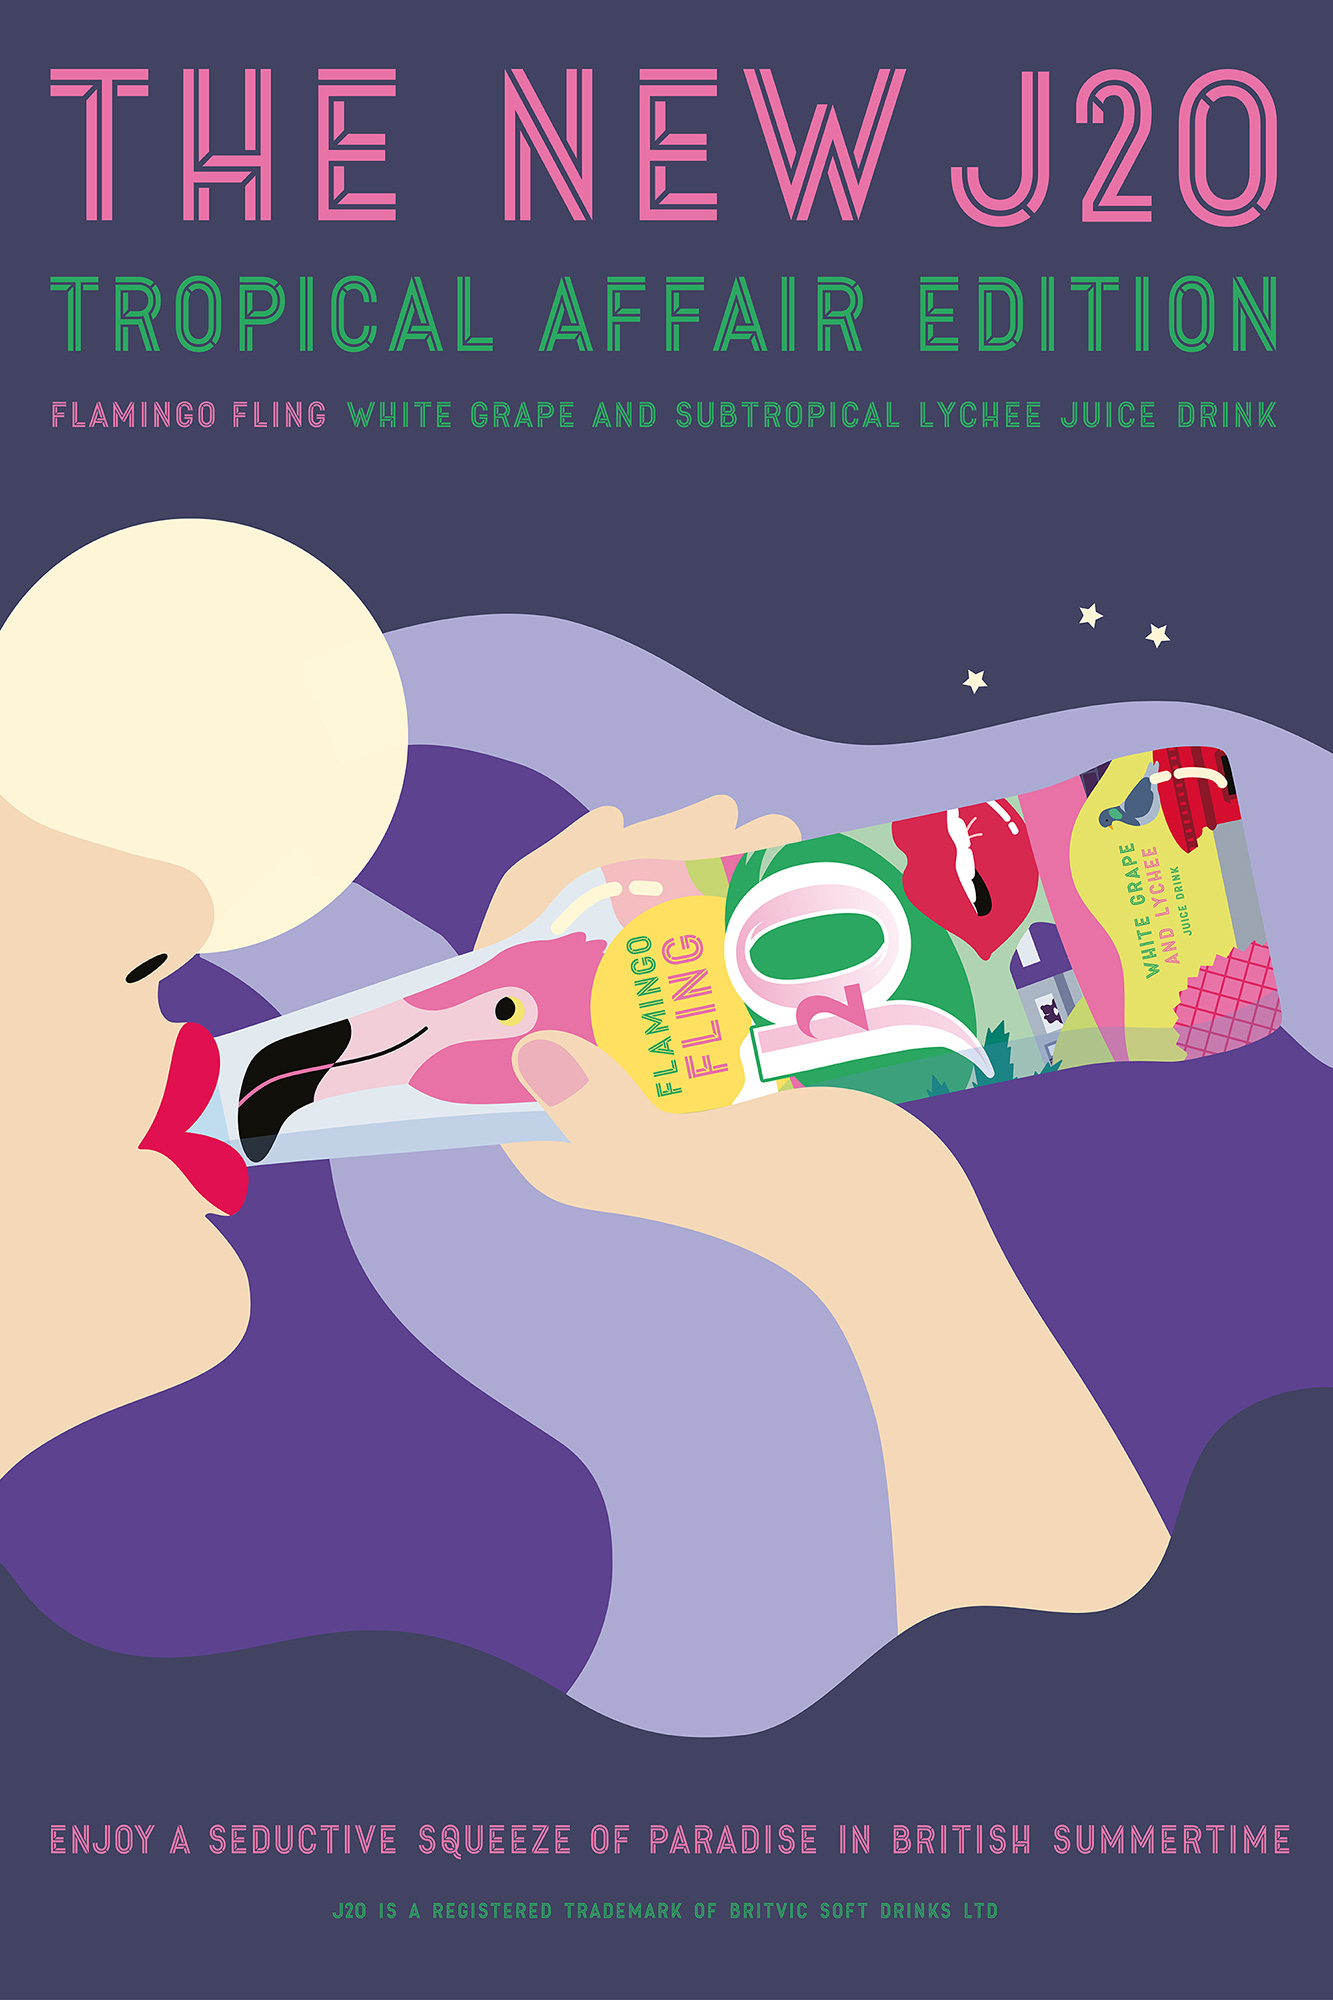 THE NEW J2O
TROPICAL AFFAIR EDITION
FLAMINGO FLING WHITE GRAPE AND SUBTROPICAL LYCHEE JUICE DRINK
FLAMINGO
FLING
J2O
WHITE GRAPE
AND LYCHEE
JUICE DRINK
ENJOY A SEDUCTIVE SQUEEZE OF PARADISE IN BRITISH SUMMERTIME
J2O IS A REGISTERED TRADEMARK OF BRITVIC SOFT DRINKS LTD